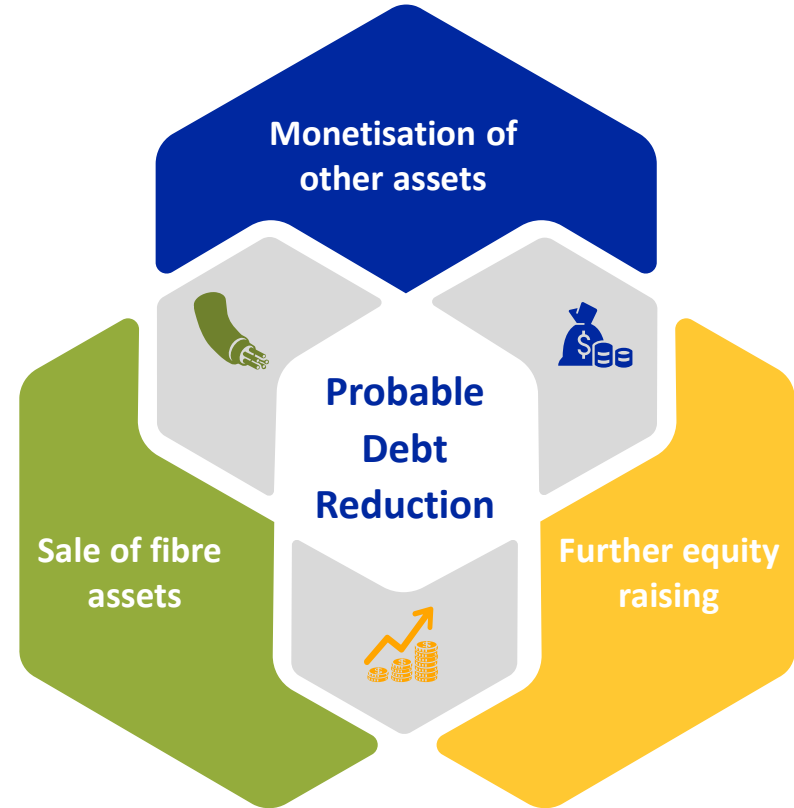 Monetisation of
other assets
Probable
Debt
Reduction
Sale of fibre
assets
Further equity
raising
$